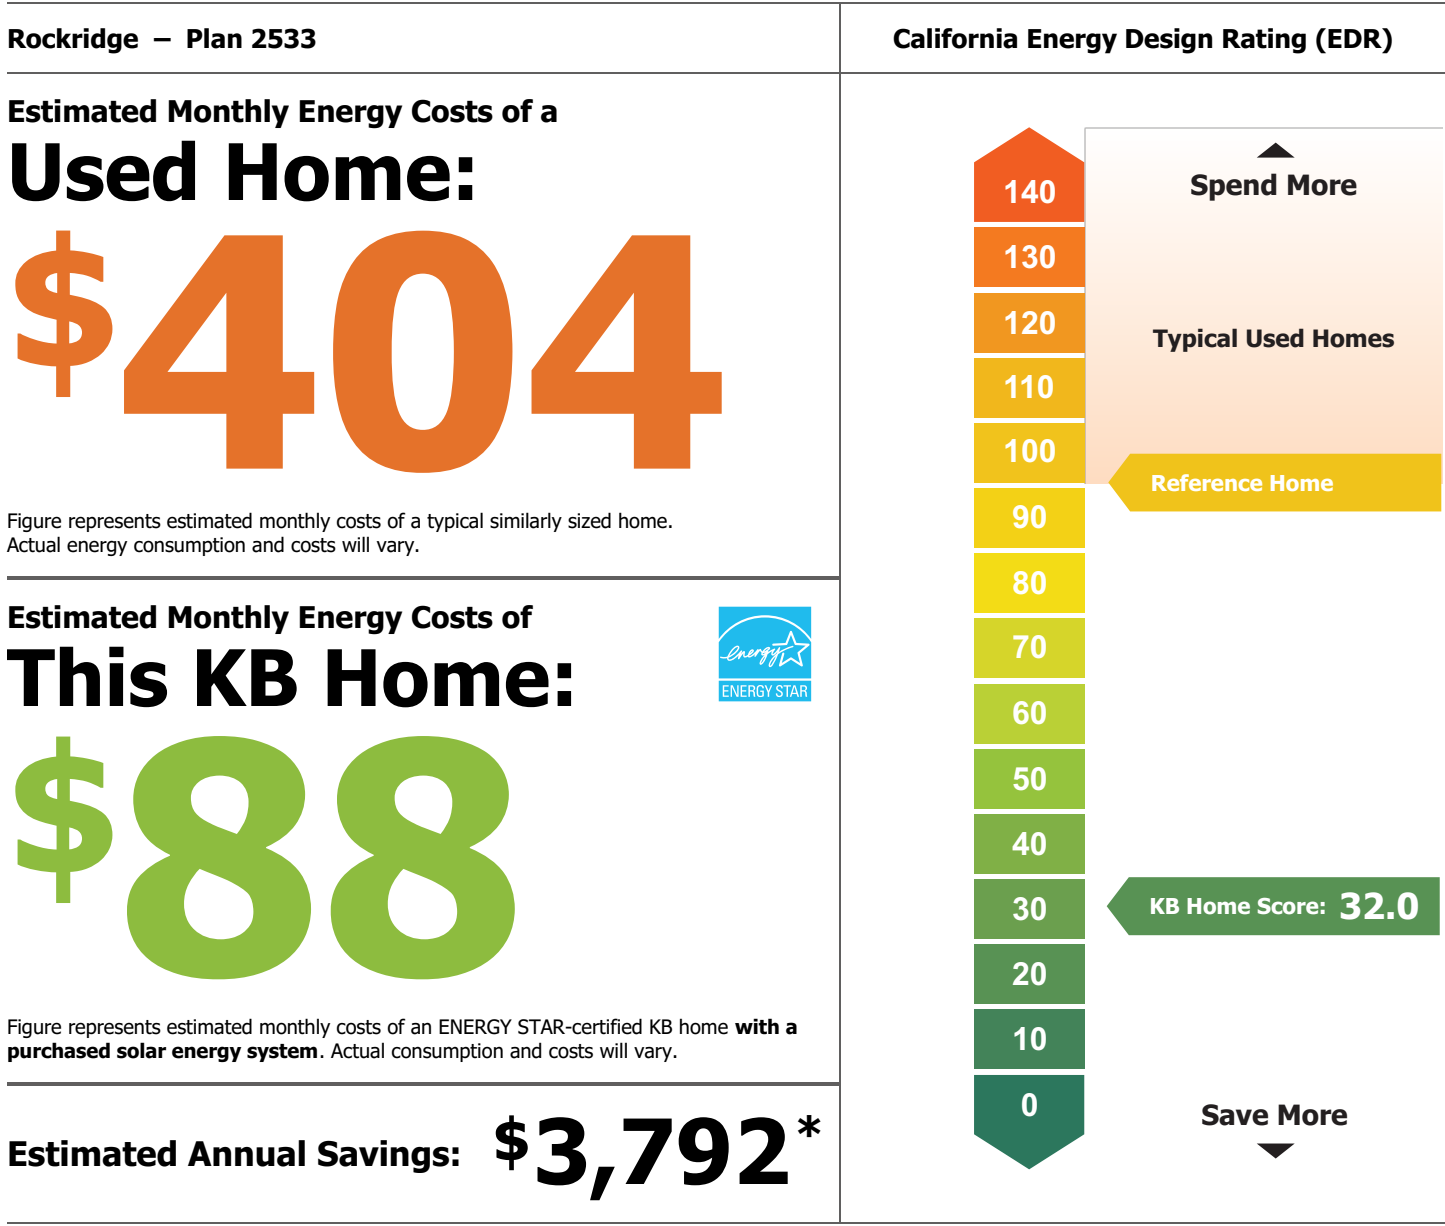 Rockridge – Plan 2533
Estimated Monthly Energy Costs of a
Used Home:
$404
Figure represents estimated monthly costs of a typical similarly sized home.
Actual energy consumption and costs will vary.
Estimated Monthly Energy Costs of
This KB Home:
energy
ENERGY STAR
$88
Figure represents estimated monthly costs of an ENERGY STAR-certified KB home with a
purchased solar energy system. Actual consumption and costs will vary.
Estimated Annual Savings: $3,792*
California Energy Design Rating (EDR)
Spend More
140
130
120
Typical Used Homes
110
100
Reference Home
90
80
70
60
50
40
30
KB Home Score: 32.0
20
10
0
Save More